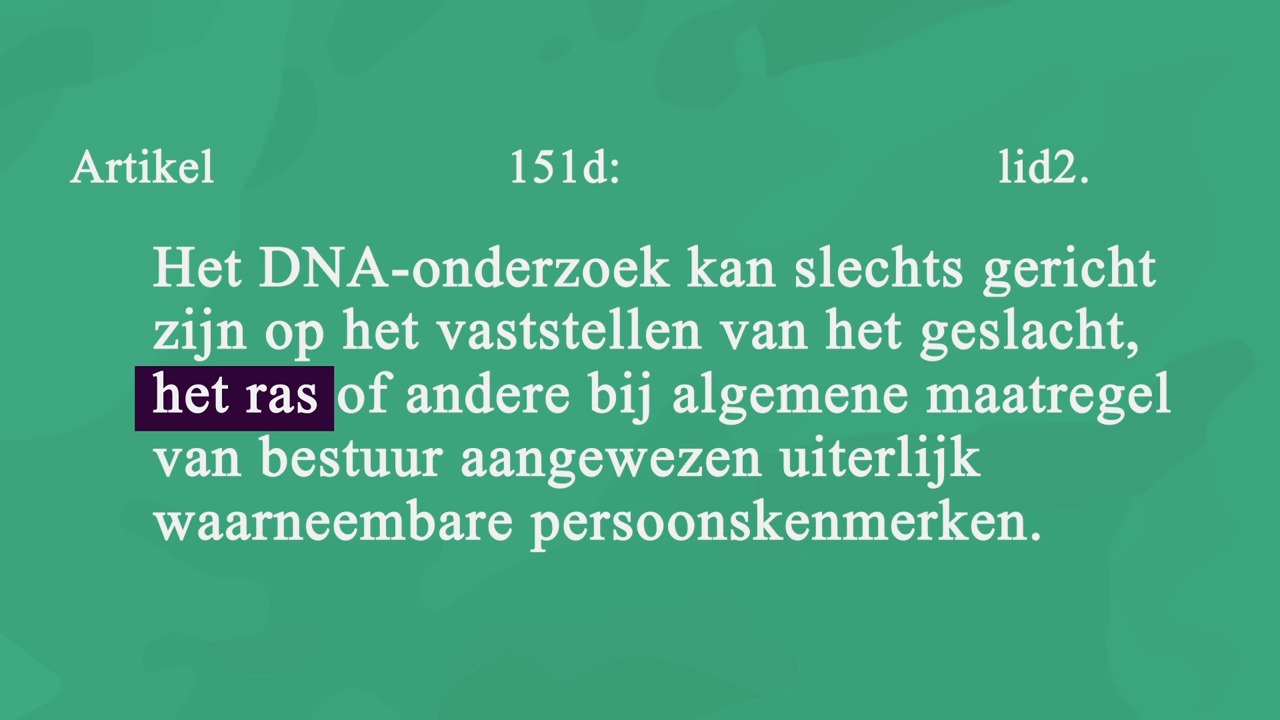 Artikel 151d: lid2.
Het DNA-onderzoek kan slechts gericht
zijn op het vaststellen van het geslacht,
het ras of andere bij algemene maatregel
van bestuur aangewezen uiterlijk
waarneembare persoonskenmerken.